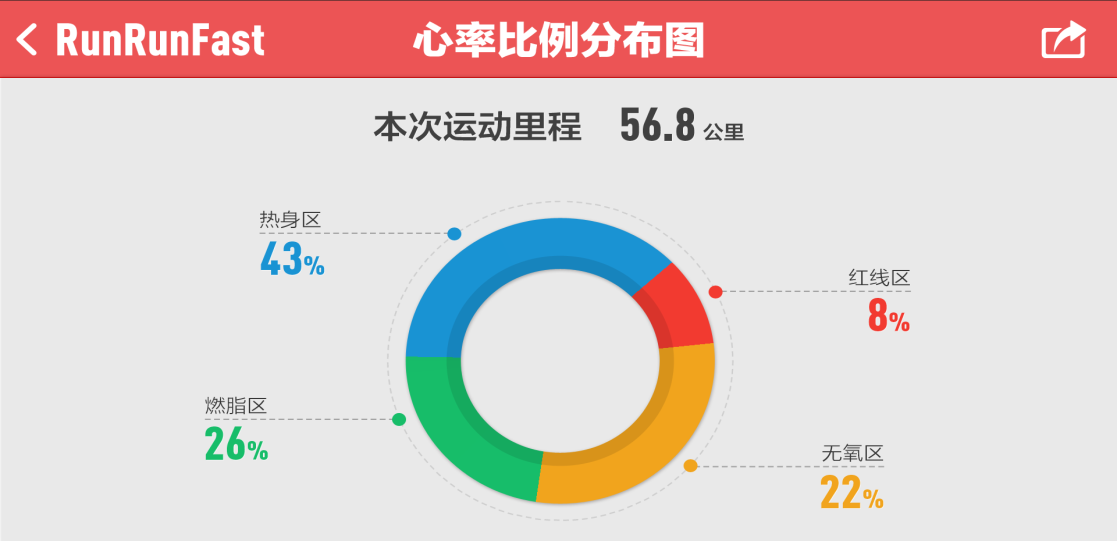 RunRunFast
心率比例分布图
本次运动里程 56.8 公里
热身区
43%
红线区
8%
燃脂区
26%
无氧区
22%